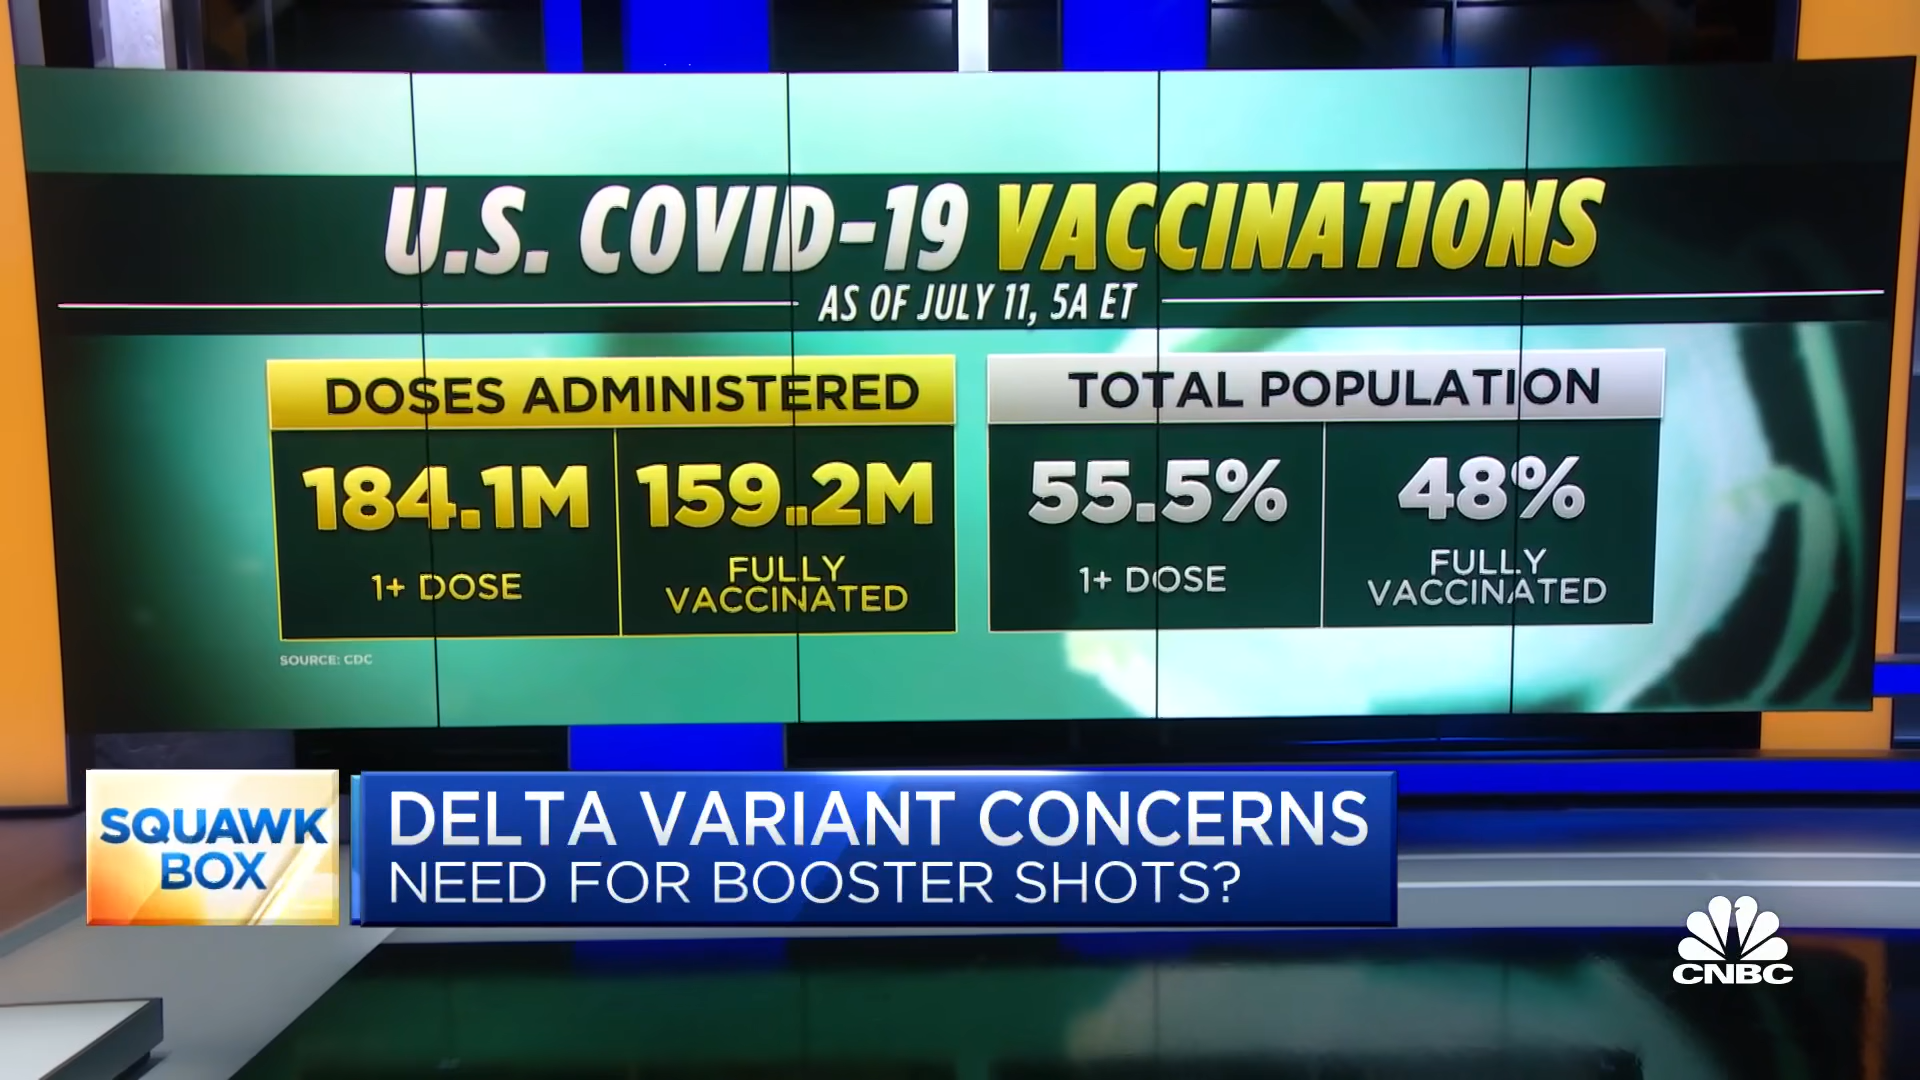 U.S. COVID-19 VACCINATIONS
AS OF JULY 11, 5A ET
DOSES ADMINISTERED
184.1M
1+ DOSE
159.2M
FULLY
VACCINATED
TOTAL POPULATION
55.5%
1+ DOSE
48%
FULLY
VACCINATED
SOURCE: CDC
SQUAWK
BOX
DELTA VARIANT CONCERNS
NEED FOR BOOSTER SHOTS?
CNBC